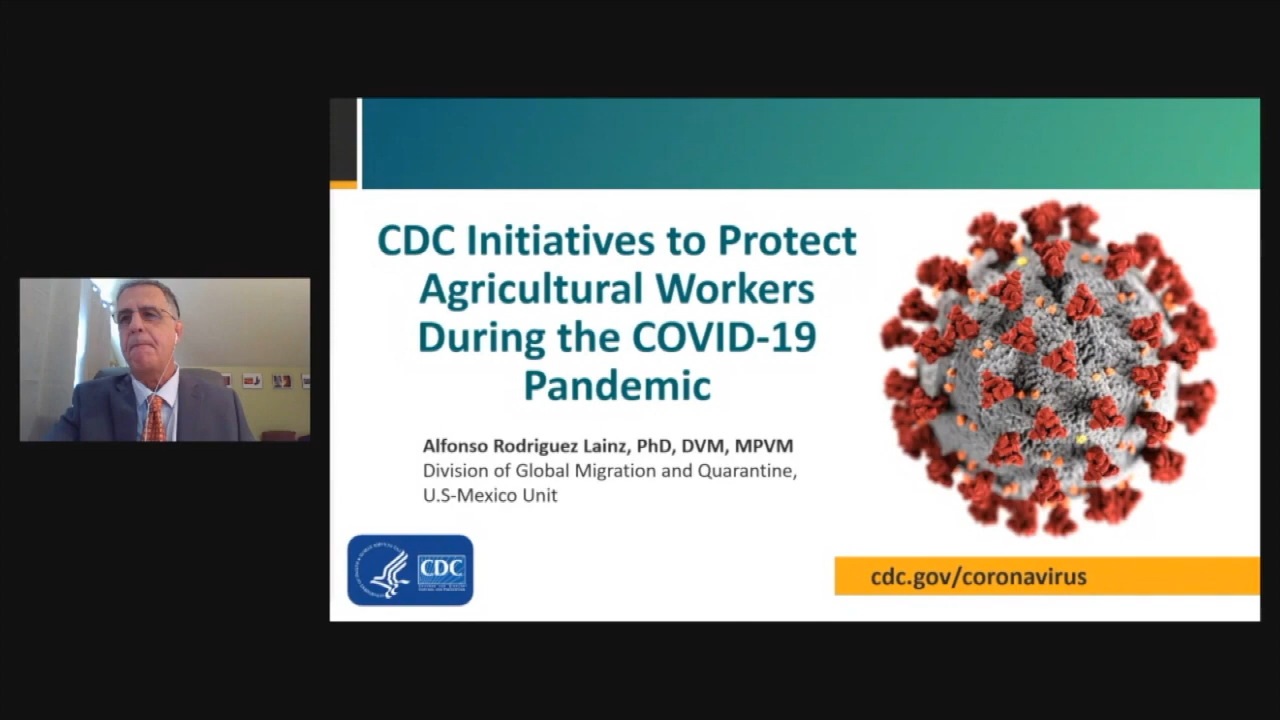 CDC Initiatives to Protect
Agricultural Workers
During the COVID-19
Pandemic
Alfonso Rodriguez Lainz, PhD, DVM, MPVM
Division of Global Migration and Quarantine,
U.S-Mexico Unit
CDC
cdc.gov/coronavirus